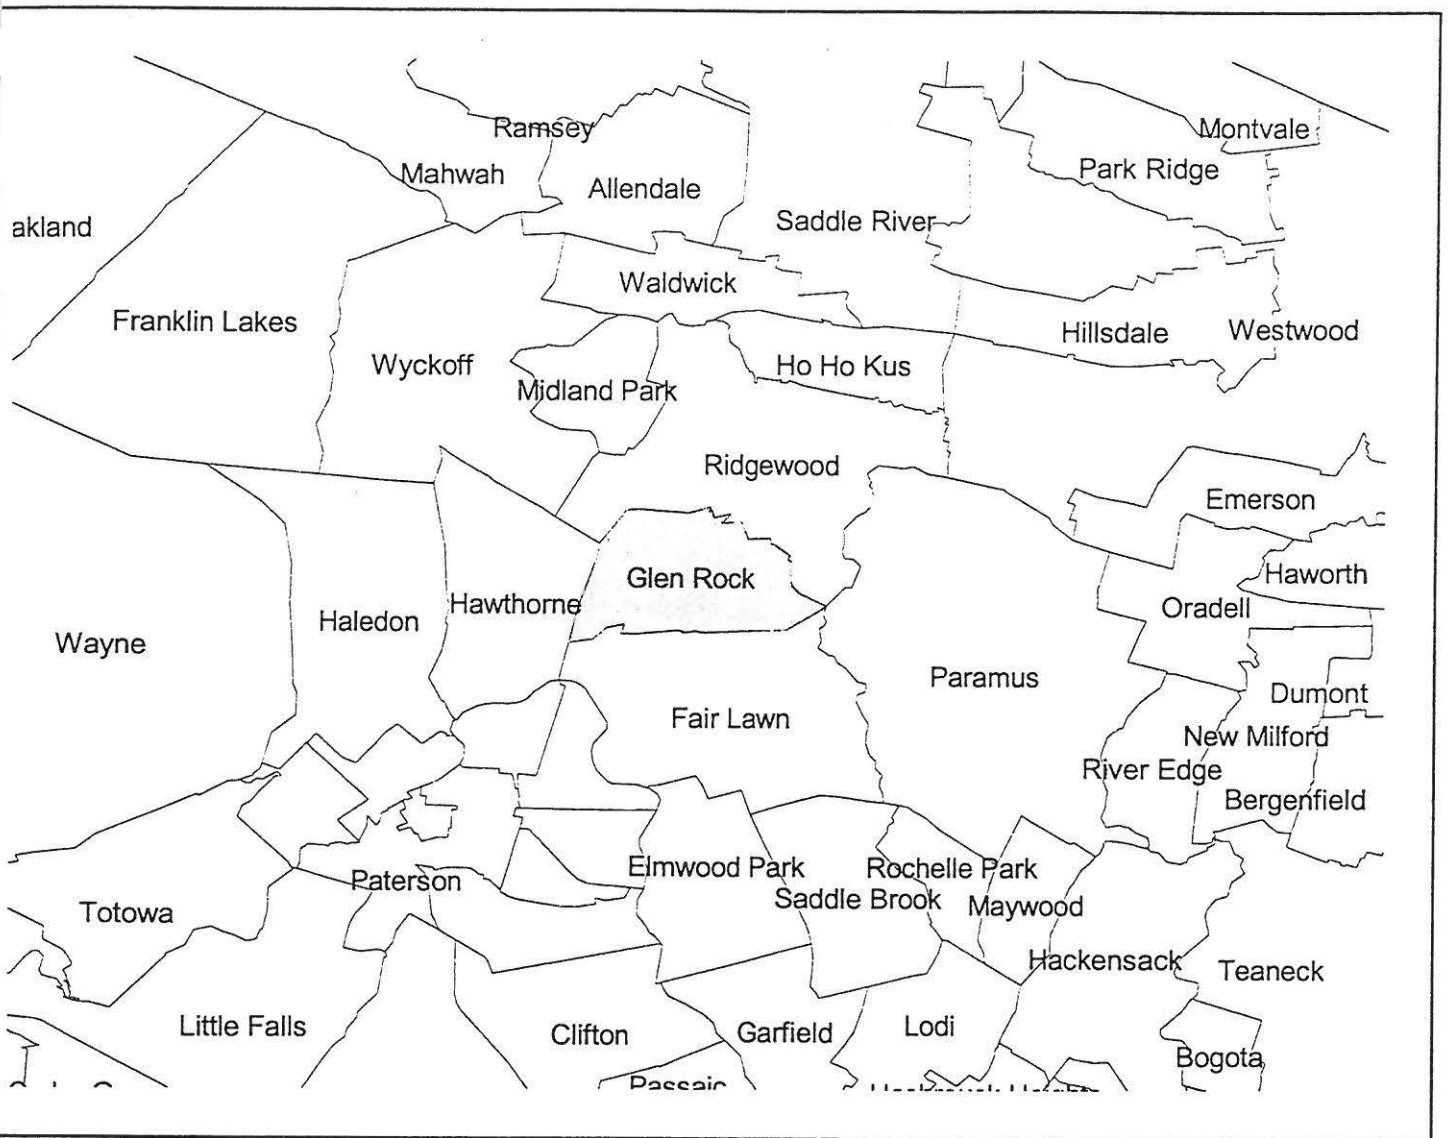 Ramsey
Montvale
Mahwah
Park Ridge
Allendale
akland
Saddle River
Waldwick
Franklin Lakes
Hillsdale
Westwood
Wyckoff
Ho Ho Kus
Midland Park
Ridgewood
Emerson
Glen Rock
Haworth
Hawthorne
Oradell
Haledon
Wayne
Paramus
Dumont
Fair Lawn
New Milford
River Edge
Bergenfield
Elmwood Park
Rochelle Park
Paterson
Saddle Brook
Maywood
Totowa
Hackensack
Teaneck
Little Falls
Clifton
Garfield
Lodi
Bogota
Passaic